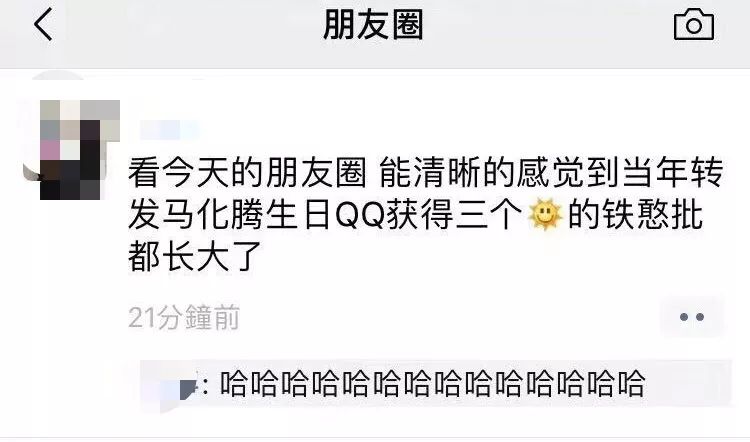 朋友圈
看今天的朋友圈 能清晰的感觉到当年转
发马化腾生日QQ获得三个🌞的铁憨批
都长大了
21分鐘前
: 哈哈哈哈哈哈哈哈哈哈哈哈哈哈